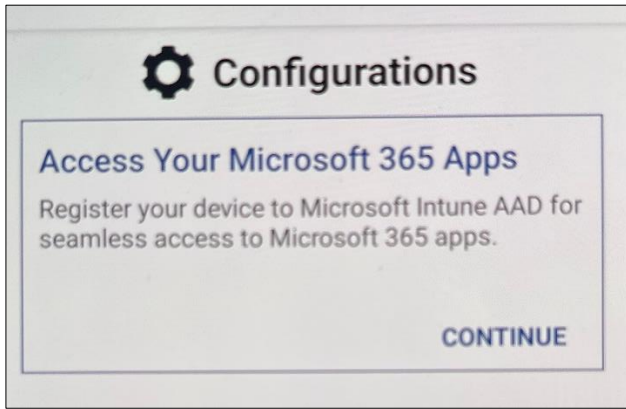 Configurations
Access Your Microsoft 365 Apps
Register your device to Microsoft Intune AAD for
seamless access to Microsoft 365 apps.
CONTINUE